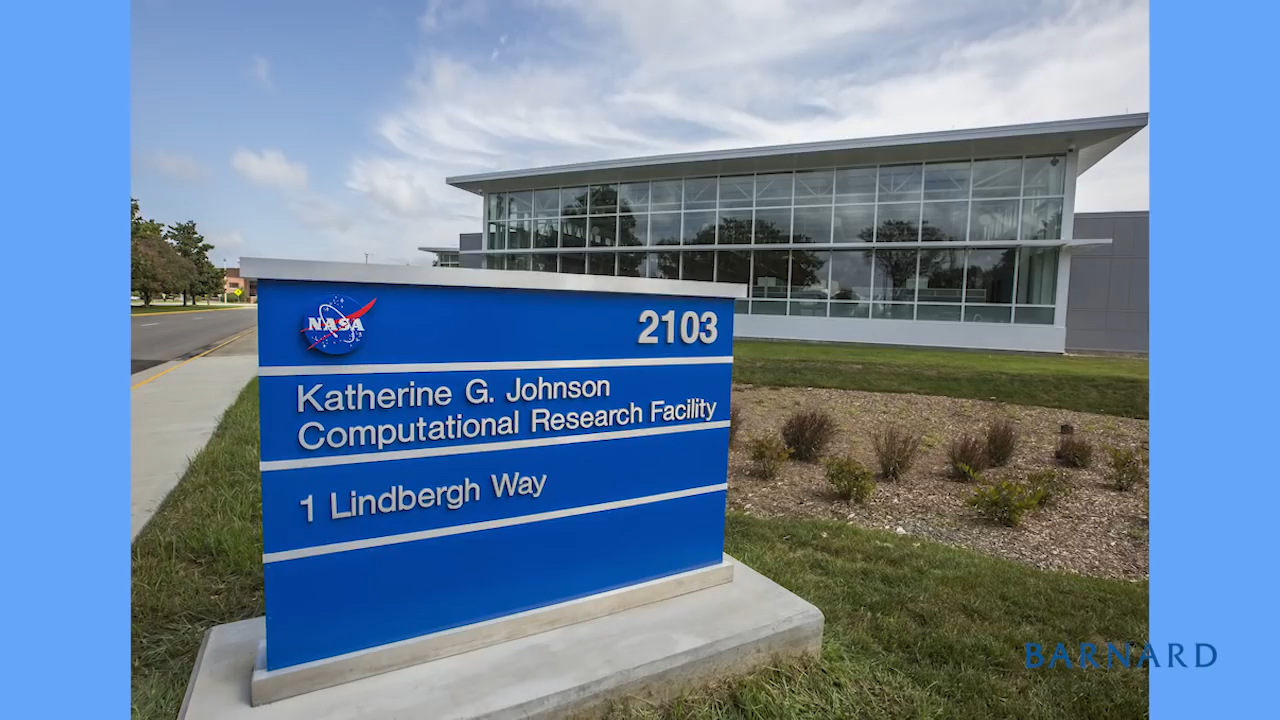 NASA
2103
Katherine G. Johnson
Computational Research Facility
1 Lindbergh Way
BARNARD